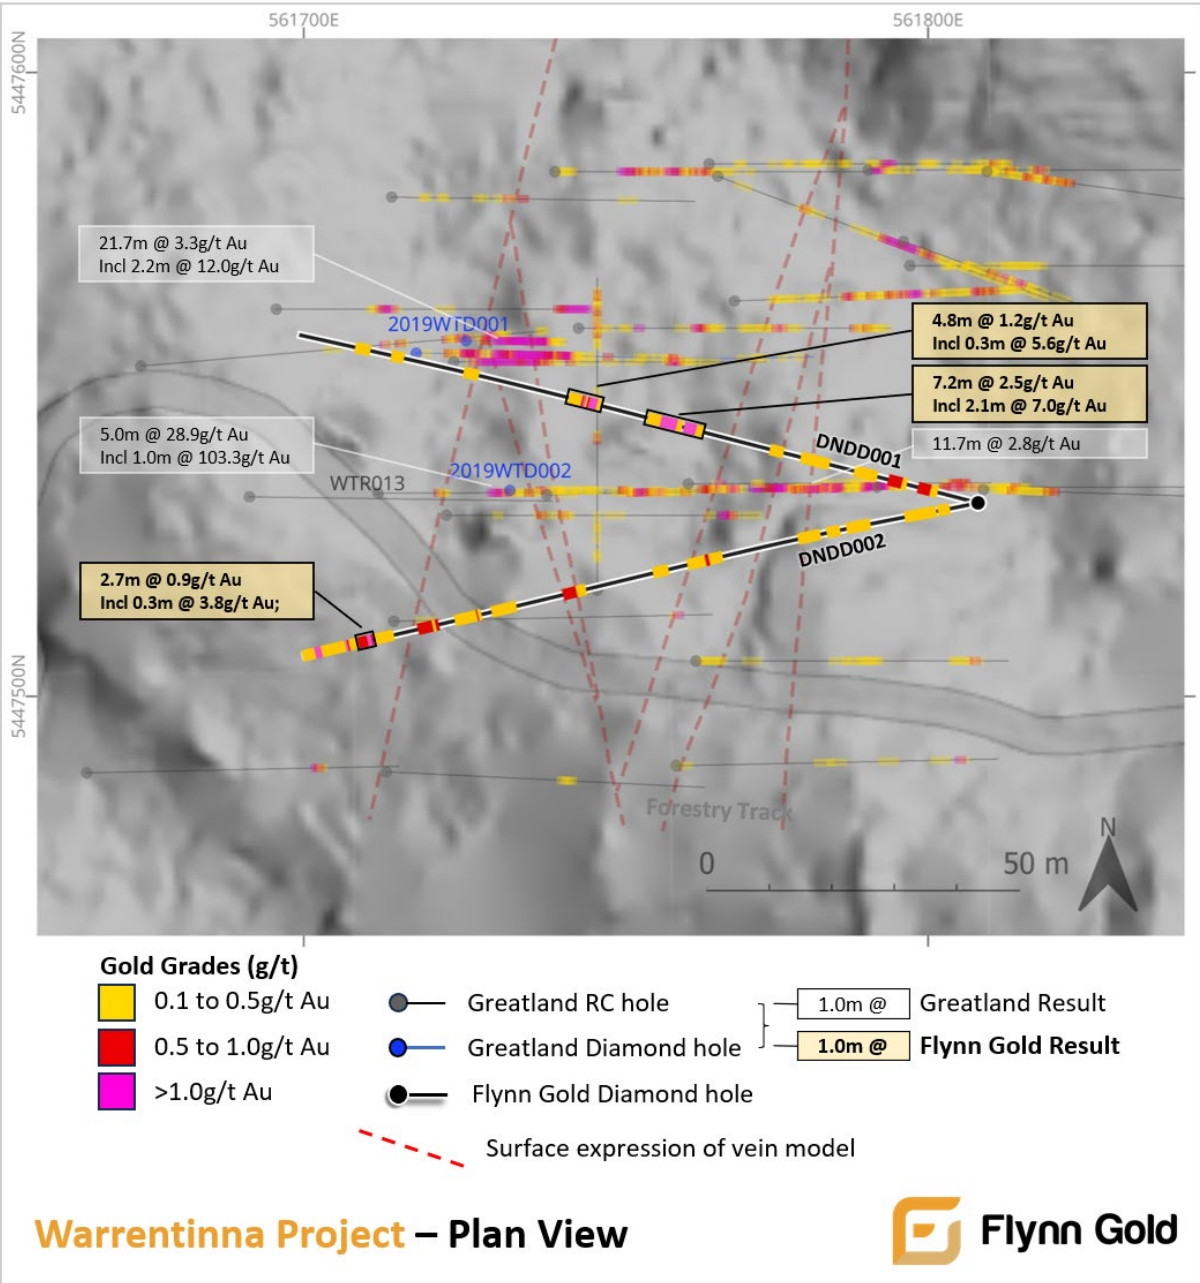 561700E
561800E
5447600N
21.7m @ 3.3g/t Au
Incl 2.2m @ 12.0g/t Au
2019WTD001
4.8m @ 1.2g/t Au
Incl 0.3m @ 5.6g/t Au
7.2m @ 2.5g/t Au
Incl 2.1m @ 7.0g/t Au
5.0m @ 28.9g/t Au
Incl 1.0m @ 103.3g/t Au
DNDD001
11.7m @ 2.8g/t Au
2019WTD002
WTR013
DNDD002
2.7m @ 0.9g/t Au
Incl 0.3m @ 3.8g/t Au;
5447500N
Forestry Track
N
0
50 m
Gold Grades (g/t)
0.1 to 0.5g/t Au
0.5 to 1.0g/t Au
>1.0g/t Au
Greatland RC hole
Greatland Diamond hole
Flynn Gold Diamond hole
Surface expression of vein model
1.0m @
Greatland Result
1.0m @
Flynn Gold Result
Warrentinna Project – Plan View
Flynn Gold